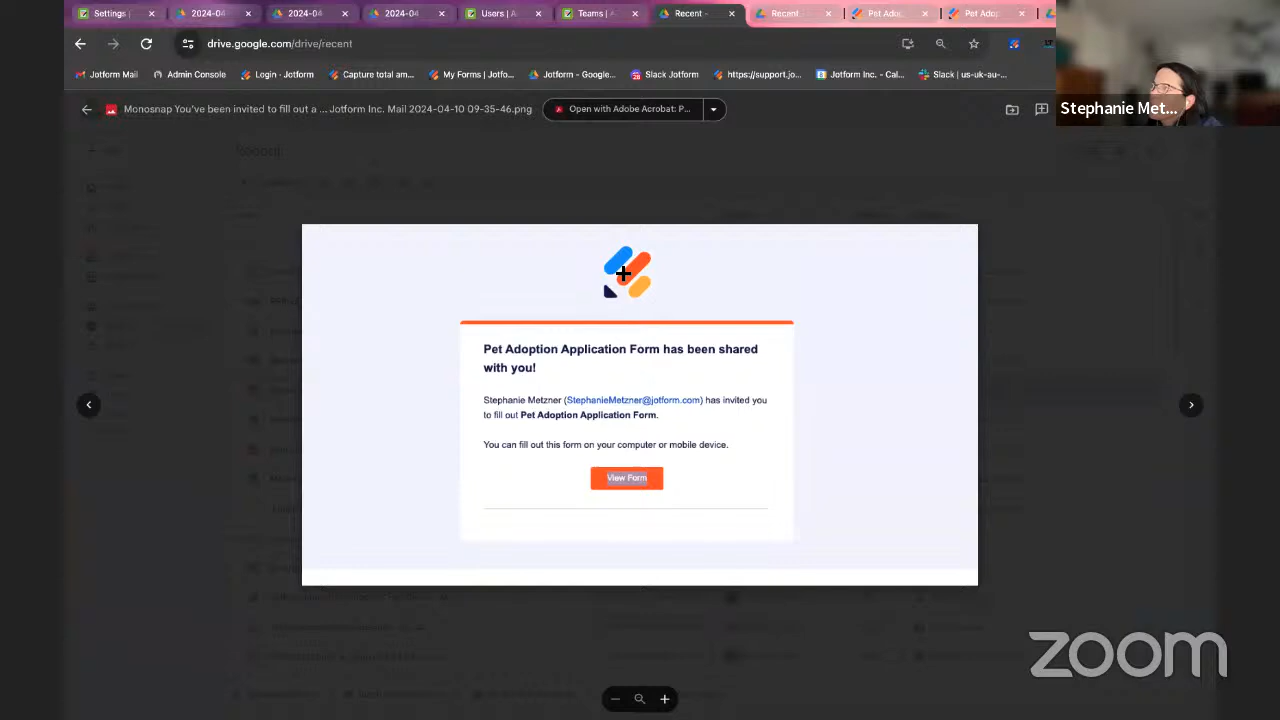 Settings
2024-04
2024-04
2024-04
Users | A
Teams | A
Recent -
Recent
Pet Ado
Pet Ado
drive.google.com/drive/recent
Jotform Mail
Admin Console
Login · Jotform
Capture total am...
My Forms | Jotfo...
Jotform - Google...
Slack Jotform
https://support.jo...
Jotform Inc. - Cal...
Slack | us-uk-au-...
Monosnap You've been invited to fill out a ... Jotform Inc. Mail 2024-04-10 09-35-46.png
Open with Adobe Acrobat: P...
Stephanie Met...
Pet Adoption Application Form has been shared
with you!
Stephanie Metzner (StephanieMetzner@jotform.com) has invited you
to fill out Pet Adoption Application Form.
You can fill out this form on your computer or mobile device.
View Form
zoom